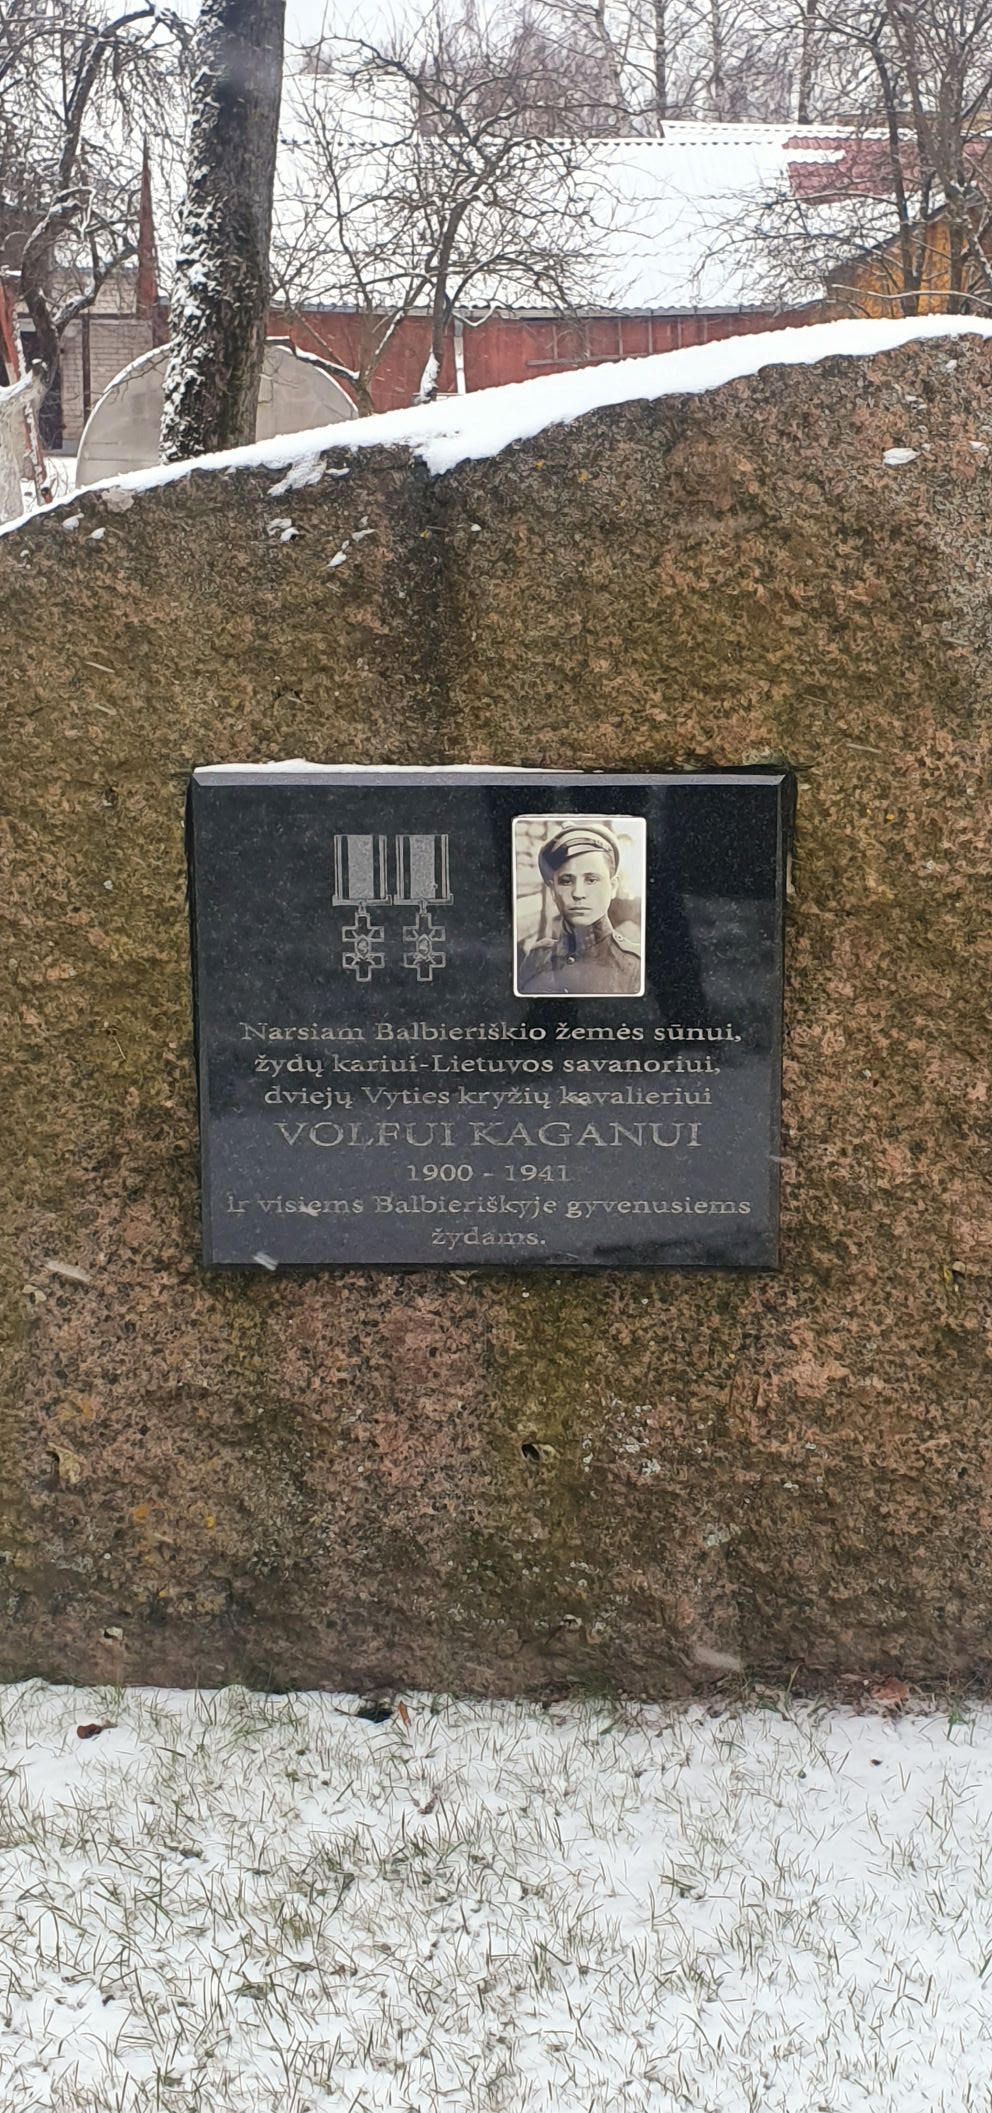 Narsiam Balbieriškio žemės sūnui,
žydų kariui-Lietuvos savanoriui,
dviejų Vyties kryžių kavalieriui
VOLFUI KAGANUI
1900 - 1941
ir visiems Balbieriškyje gyvenusiems
žydams.